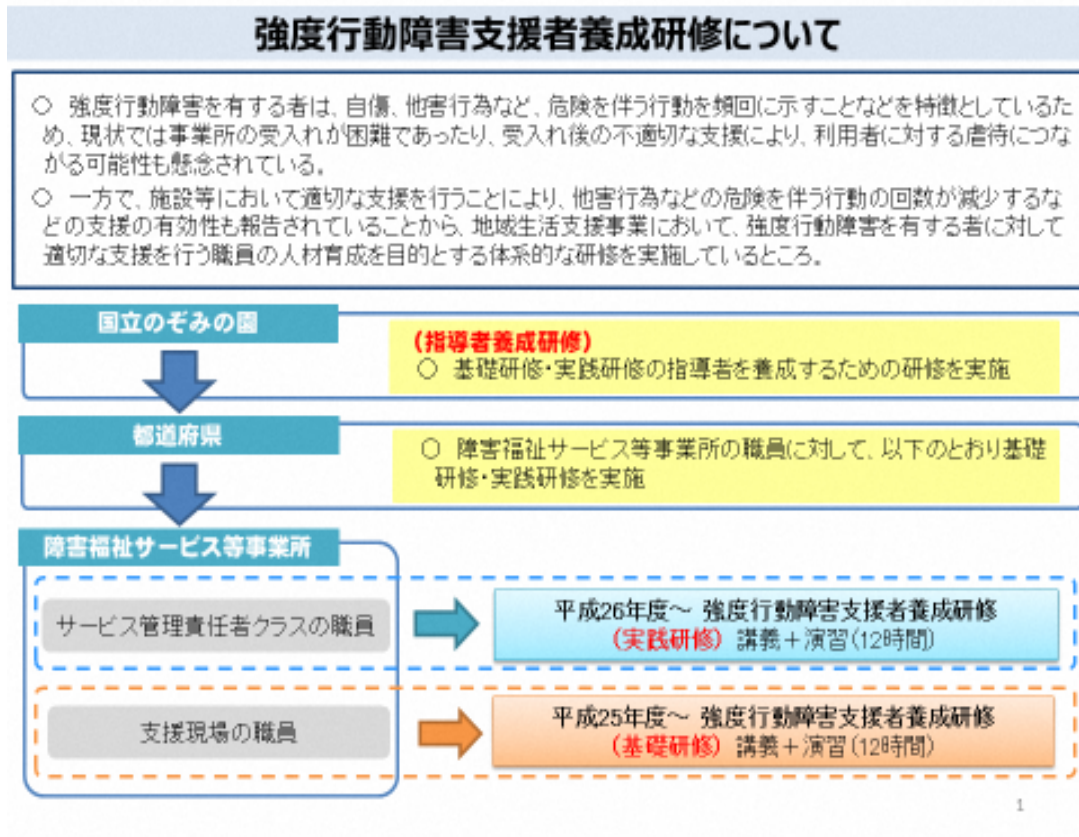 強度行動障害支援者養成研修について
○ 強度行動障害を有する者は、自傷、他害行為など、危険を伴う行動を頻回に示すことなどを特徴としているた
め、現状では事業所の受入れが困難であったり、受入れ後の不適切な支援により、利用者に対する虐待につな
がる可能性も懸念されている。
○ 一方で、施設等において適切な支援を行うことにより、他害行為などの危険を伴う行動の回数が減少するな
どの支援の有効性も報告されていることから、地域生活支援事業において、強度行動障害を有する者に対して
適切な支援を行う職員の人材育成を目的とする体系的な研修を実施しているところ。
国立のぞみの園
(指導者養成研修)
○ 基礎研修・実践研修の指導者を養成するための研修を実施
都道府県
○ 障害福祉サービス等事業所の職員に対して、以下のとおり基礎
研修・実践研修を実施
障害福祉サービス等事業所
サービス管理責任者クラスの職員
平成26年度~ 強度行動障害支援者養成研修
(実践研修) 講義+演習(12時間)
支援現場の職員
平成25年度~ 強度行動障害支援者養成研修
(基礎研修) 講義+演習(12時間)
1